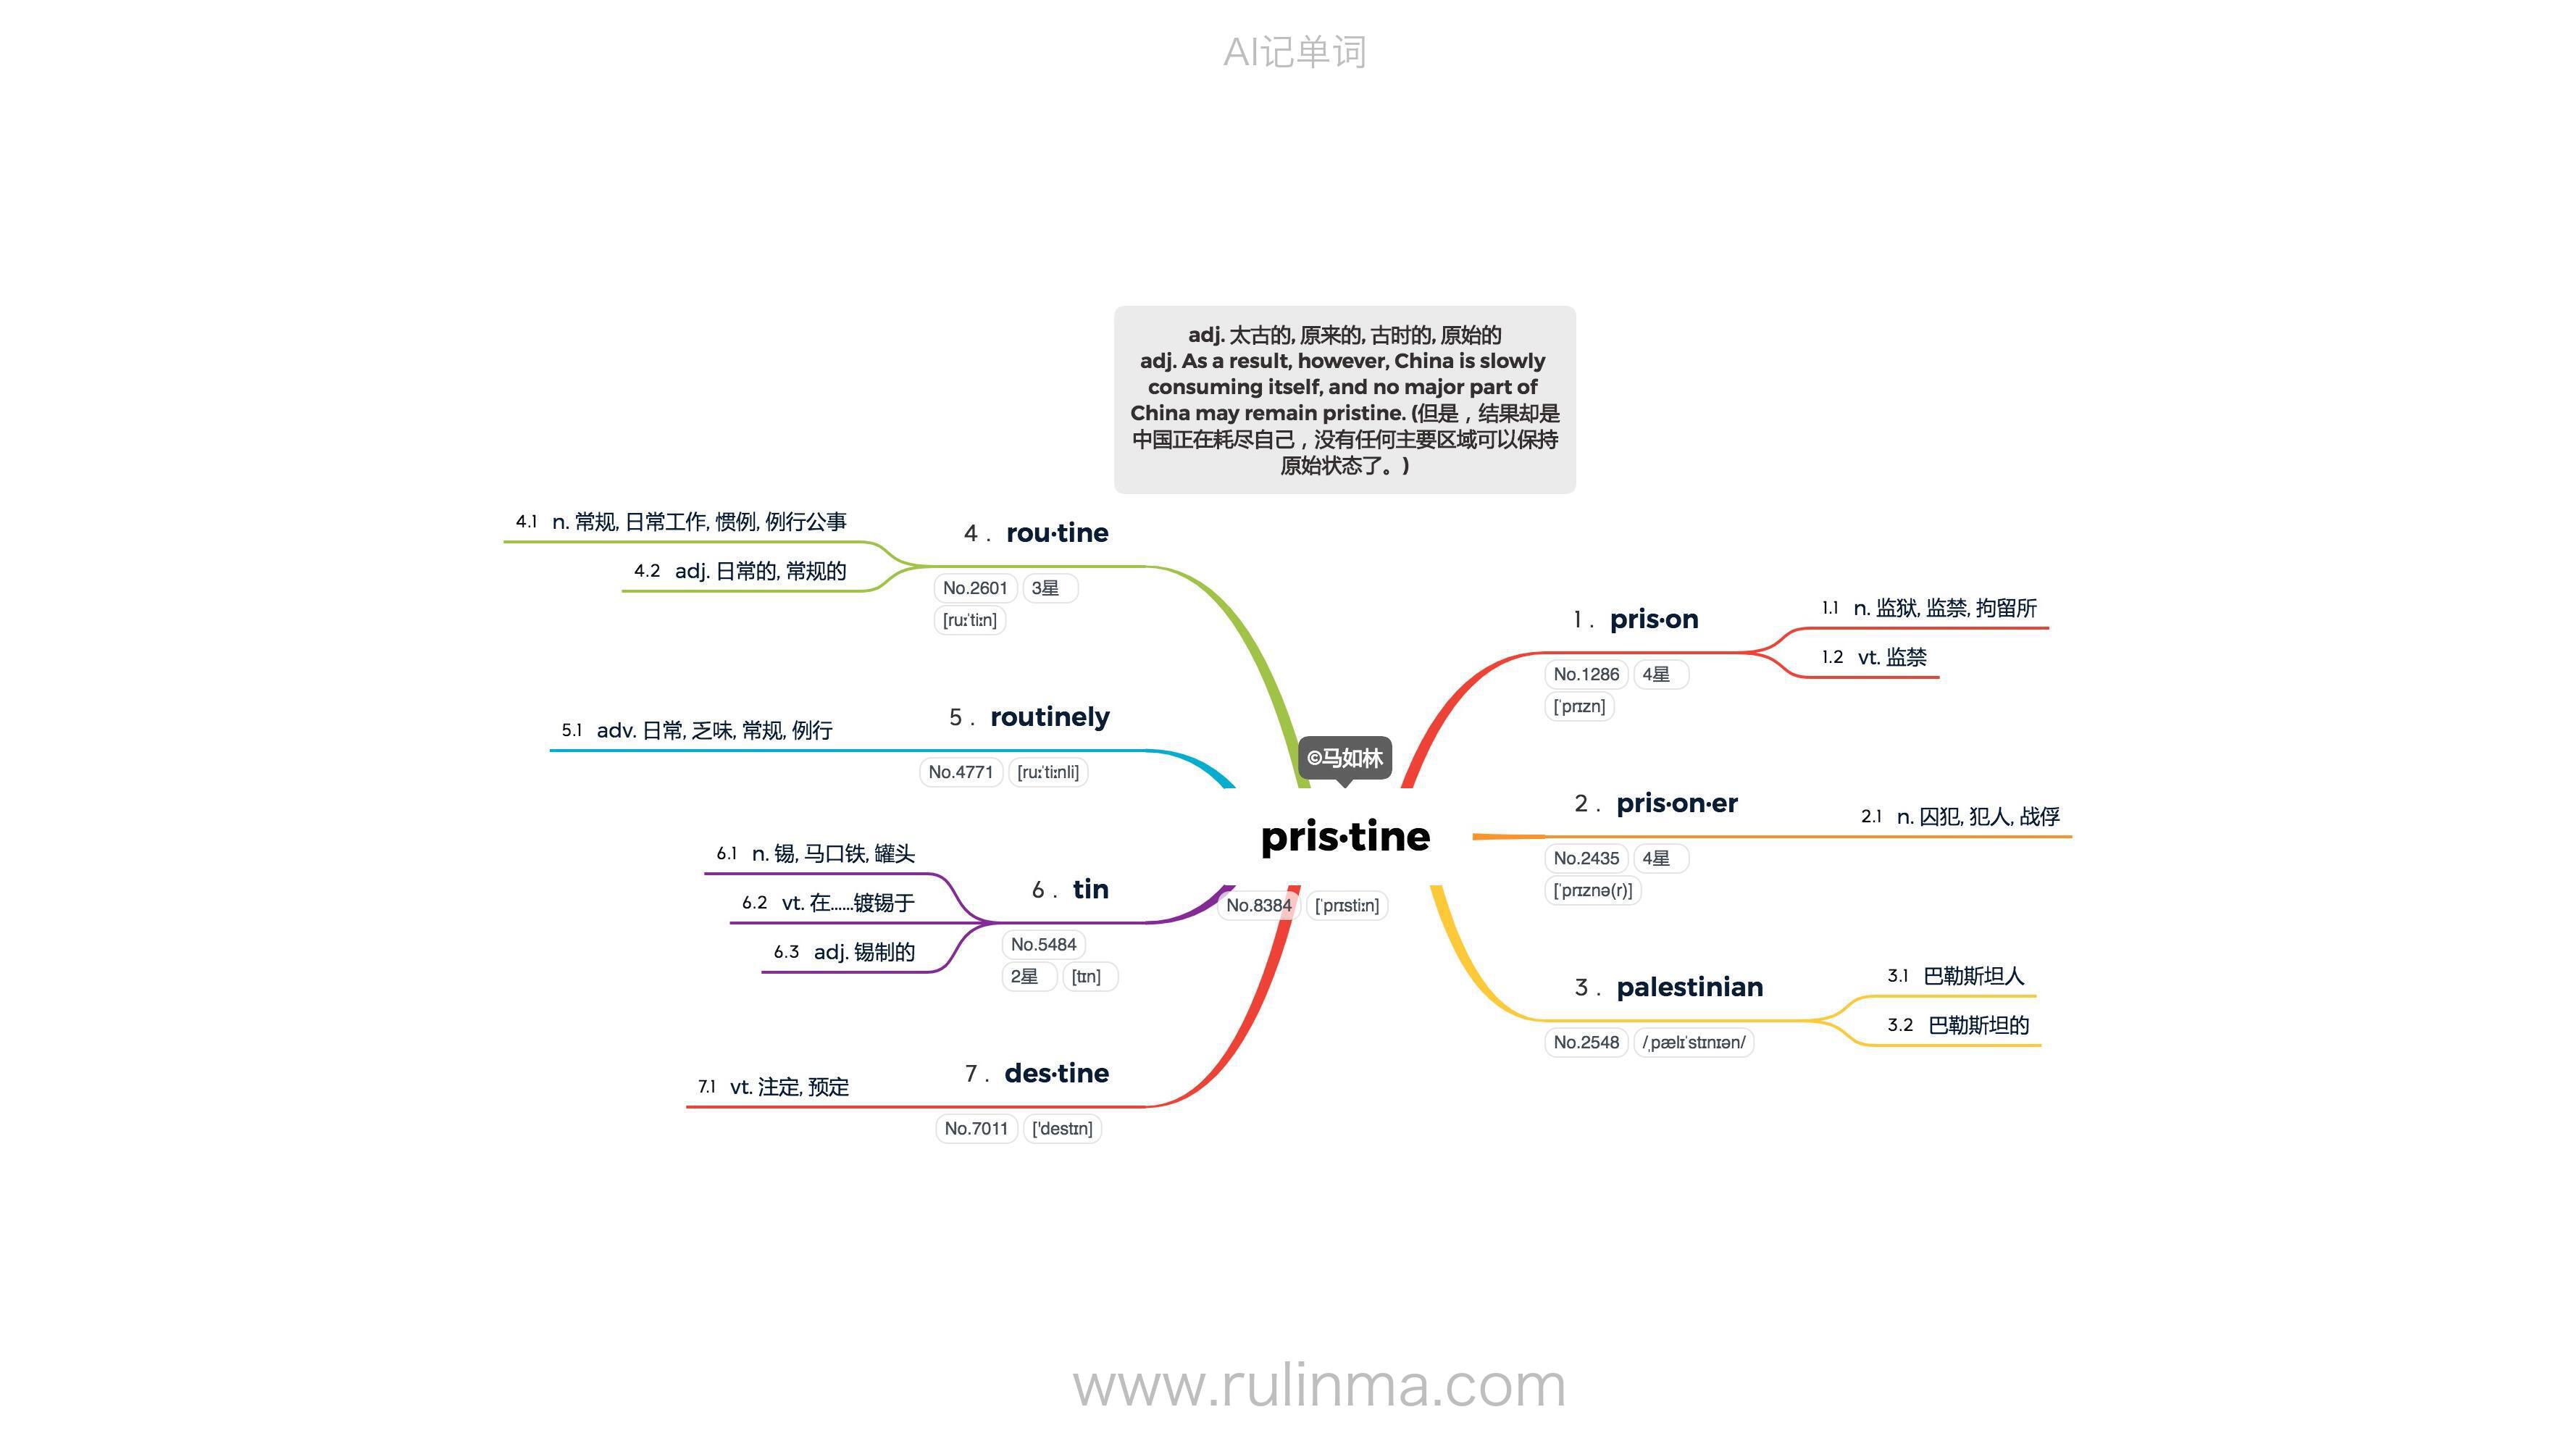 AI记单词
adj. 太古的, 原来的, 古时的, 原始的
adj. As a result, however, China is slowly
consuming itself, and no major part of
China may remain pristine. (但是，结果却是
中国正在耗尽自己，没有任何主要区域可以保持
原始状态了。)
©马如林
pris·tine
No.8384 [ˈprɪstiːn]
1. pris·on
No.1286 4星
[ˈprɪzn]
1.1 n. 监狱, 监禁, 拘留所
1.2 vt. 监禁
2. pris·on·er
No.2435 4星
[ˈprɪznə(r)]
2.1 n. 囚犯, 犯人, 战俘
3. palestinian
No.2548 /ˌpælɪˈstɪnɪən/
3.1 巴勒斯坦人
3.2 巴勒斯坦的
4. rou·tine
No.2601 3星
[ruːˈtiːn]
4.1 n. 常规, 日常工作, 惯例, 例行公事
4.2 adj. 日常的, 常规的
5. routinely
No.4771 [ruːˈtiːnli]
5.1 adv. 日常, 乏味, 常规, 例行
6. tin
No.5484
2星 [tɪn]
6.1 n. 锡, 马口铁, 罐头
6.2 vt. 在......镀锡于
6.3 adj. 锡制的
7. des·tine
No.7011 ['destɪn]
7.1 vt. 注定, 预定
www.rulinma.com